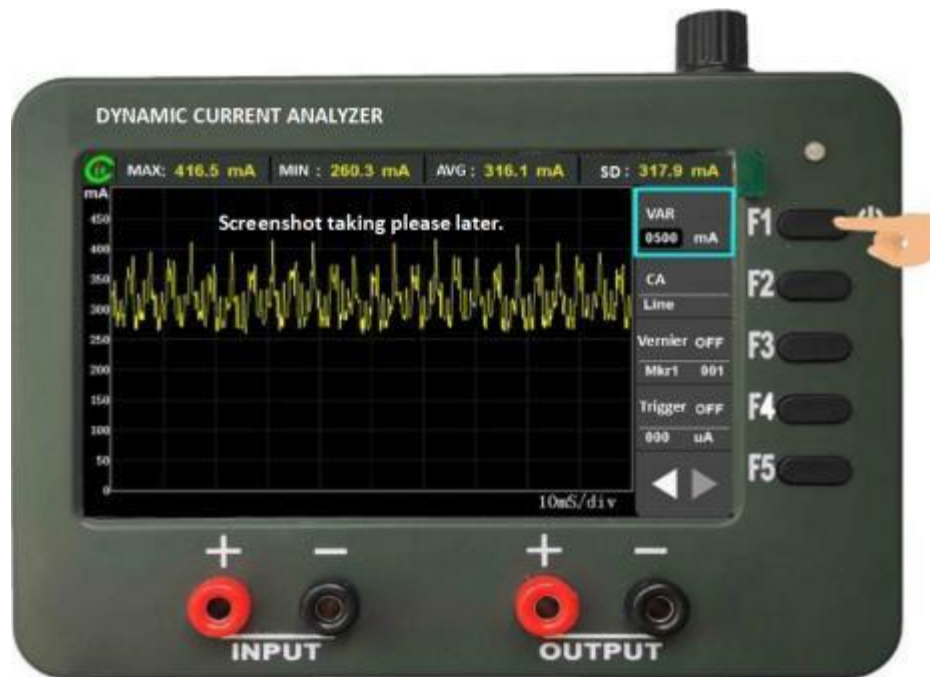 DYNAMIC CURRENT ANALYZER
MAX: 416.5 mA MIN : 260.3 mA AVG : 316.1 mA SD : 317.9 mA
mA
450
400
350
300
250
200
150
100
50
0
Screenshot taking please later.
10mS/div
VAR
0500 mA
CA
Line
Vernier OFF
Mkr1 001
Trigger OFF
000 uA
F1
F2
F3
F4
F5
+ − + −
INPUT OUTPUT